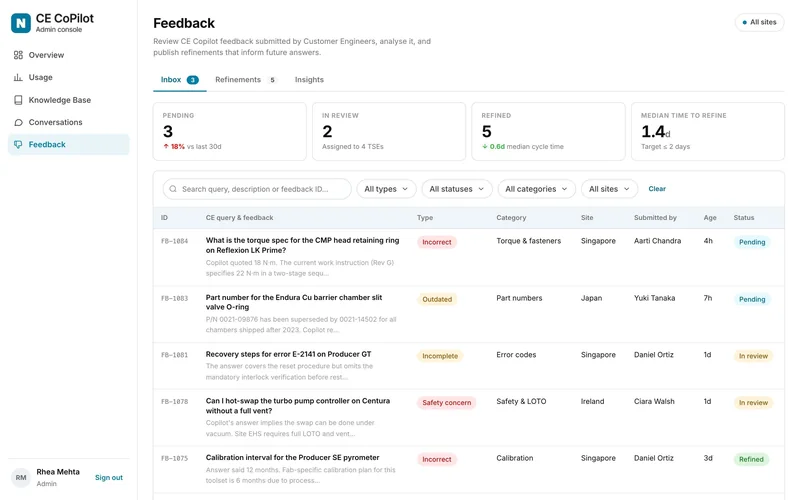 N
CE CoPilot
Admin console
Overview
Usage
Knowledge Base
Conversations
Feedback
RM
Rhea Mehta
Admin
Sign out
Feedback
Review CE Copilot feedback submitted by Customer Engineers, analyse it, and
publish refinements that inform future answers.
All sites
Inbox 3
Refinements 5
Insights
PENDING
3
↑ 18% vs last 30d
IN REVIEW
2
Assigned to 4 TSEs
REFINED
5
↓ 0.6d median cycle time
MEDIAN TIME TO REFINE
1.4d
Target ≤ 2 days
Search query, description or feedback ID...
All types
All statuses
All categories
All sites
Clear
ID CE query & feedback Type Category Site Submitted by Age Status
FB-1084 What is the torque spec for the CMP head retaining ring Incorrect Torque & fasteners Singapore Aarti Chandra 4h Pending
on Reflexion LK Prime?
Copilot quoted 18 N·m. The current work instruction (Rev G)
specifies 22 N·m in a two-stage sequ...
FB-1083 Part number for the Endura Cu barrier chamber slit Outdated Part numbers Japan Yuki Tanaka 7h Pending
valve O-ring
P/N 0021-09876 has been superseded by 0021-14502 for all
chambers shipped after 2023. Copilot re...
FB-1081 Recovery steps for error E-2141 on Producer GT Incomplete Error codes Singapore Daniel Ortiz 1d In review
The answer covers the reset procedure but omits the
mandatory interlock verification before rest...
FB-1078 Can I hot-swap the turbo pump controller on Centura Safety concern Safety & LOTO Ireland Ciara Walsh 1d In review
without a full vent?
Copilot's answer implies the swap can be done under
vacuum. Site EHS requires full LOTO and vent...
FB-1075 Calibration interval for the Producer SE pyrometer Incorrect Calibration Singapore Daniel Ortiz 3d Refined
Answer said 12 months. Fab-specific calibration plan for this
toolset is 6 months due to process...